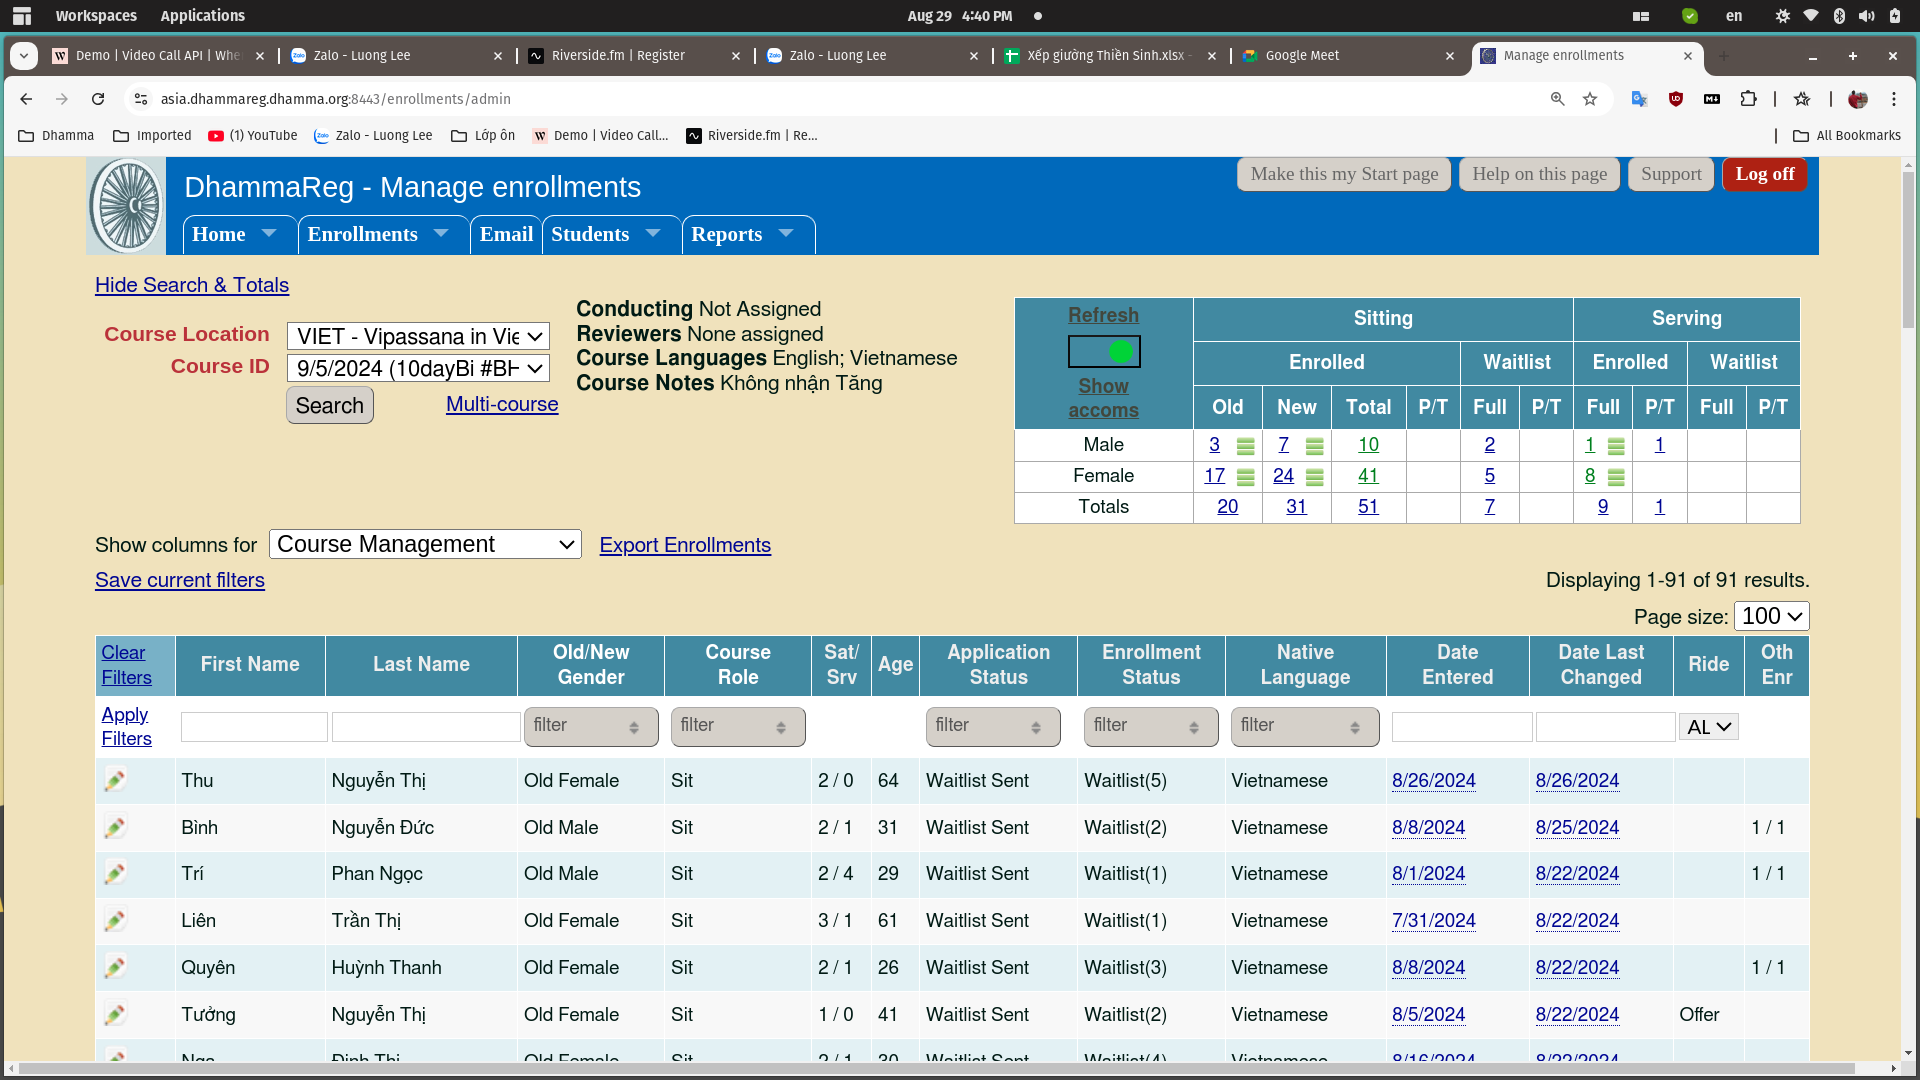 Workspaces Applications Aug 29 4:40 PM en
Demo | Video Call API | Whe Zalo - Luong Lee Riverside.fm | Register Zalo - Luong Lee Xếp giường Thiền Sinh.xlsx - Google Meet Manage enrollments
asia.dhammareg.dhamma.org:8443/enrollments/admin
Dhamma Imported (1) YouTube Zalo - Luong Lee Lớp ôn Demo | Video Call... Riverside.fm | Re... All Bookmarks
DhammaReg - Manage enrollments
Make this my Start page Help on this page Support Log off
Home Enrollments Email Students Reports
Hide Search & Totals
Course Location VIET - Vipassana in Vie
Course ID 9/5/2024 (10dayBi #BH
Search Multi-course
Conducting Not Assigned
Reviewers None assigned
Course Languages English; Vietnamese
Course Notes Không nhận Tăng
Refresh Sitting Serving
Enrolled Waitlist Enrolled Waitlist
Show accoms Old New Total P/T Full P/T Full P/T Full P/T
Male 3 7 10 2 1 1
Female 17 24 41 5 8
Totals 20 31 51 7 9 1
Show columns for Course Management Export Enrollments
Save current filters Displaying 1-91 of 91 results.
Page size: 100
Clear Filters First Name Last Name Old/New Gender Course Role Sat/ Srv Age Application Status Enrollment Status Native Language Date Entered Date Last Changed Ride Oth Enr
Apply Filters filter filter filter filter filter AL
Thu Nguyễn Thị Old Female Sit 2 / 0 64 Waitlist Sent Waitlist(5) Vietnamese 8/26/2024 8/26/2024
Bình Nguyễn Đức Old Male Sit 2 / 1 31 Waitlist Sent Waitlist(2) Vietnamese 8/8/2024 8/25/2024 1 / 1
Trí Phan Ngọc Old Male Sit 2 / 4 29 Waitlist Sent Waitlist(1) Vietnamese 8/1/2024 8/22/2024 1 / 1
Liên Trần Thị Old Female Sit 3 / 1 61 Waitlist Sent Waitlist(1) Vietnamese 7/31/2024 8/22/2024
Quyên Huỳnh Thanh Old Female Sit 2 / 1 26 Waitlist Sent Waitlist(3) Vietnamese 8/8/2024 8/22/2024 1 / 1
Tưởng Nguyễn Thị Old Female Sit 1 / 0 41 Waitlist Sent Waitlist(2) Vietnamese 8/5/2024 8/22/2024 Offer
Old Female Sit Waitlist Sent Waitlist(4) Vietnamese 8/16/2024 8/22/2024